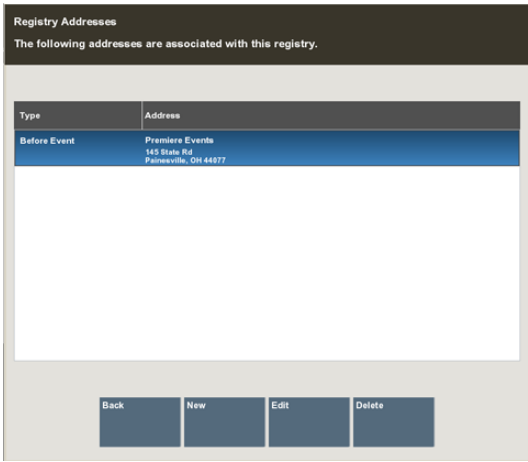 Registry Addresses
The following addresses are associated with this registry.
Type Address
Before Event Premiere Events
145 State Rd
Painesville, OH 44077
Back New Edit Delete